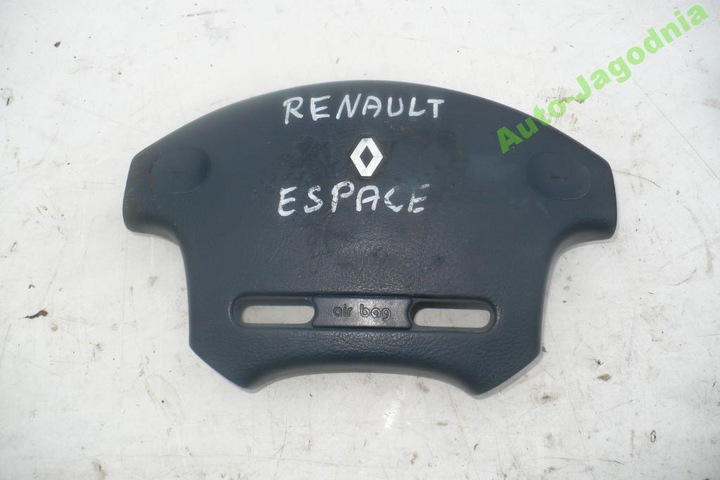 RENAULT
ESPACE
air bag
Auto-Jagodnia